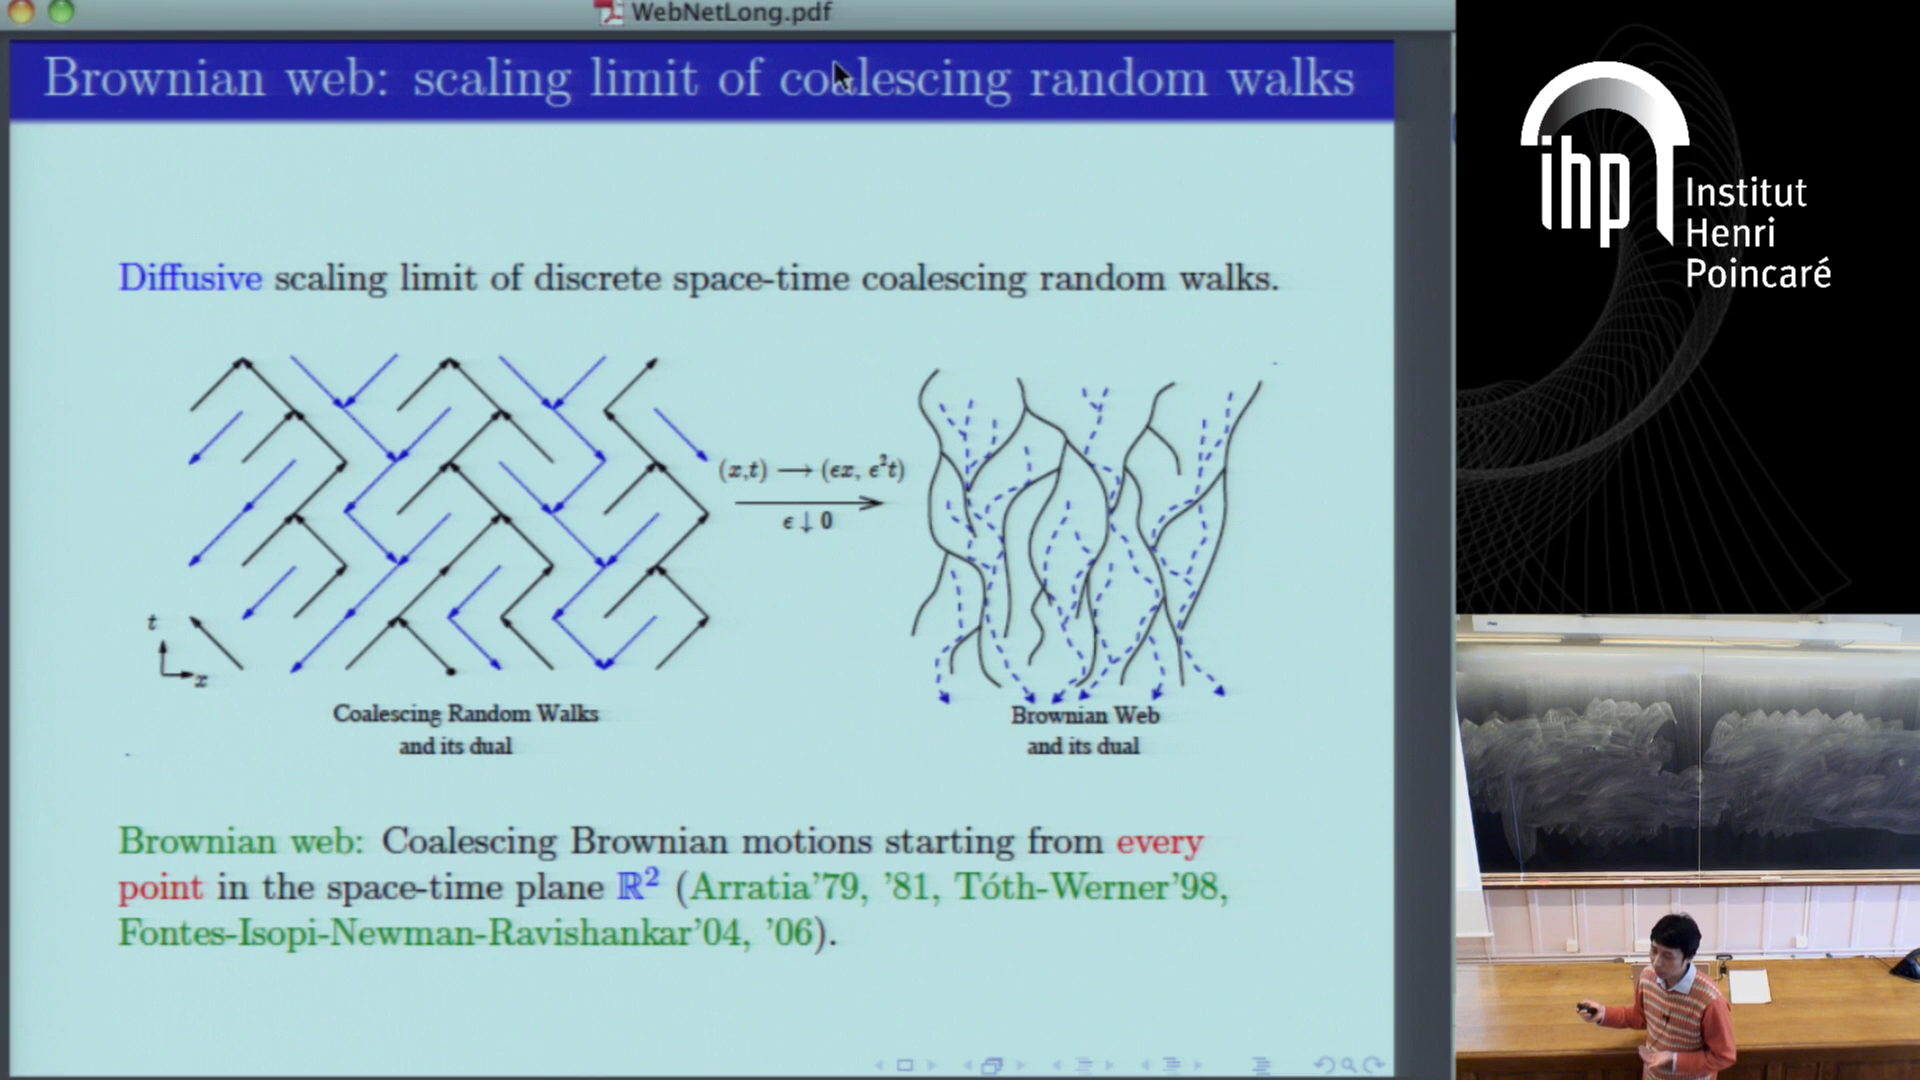 WebNetLong.pdf
Brownian web: scaling limit of coalescing random walks
Diffusive scaling limit of discrete space-time coalescing random walks.
(x,t) ⟶ (ϵx, ϵ²t)
ϵ ↓ 0
t
x
Coalescing Random Walks
and its dual
Brownian Web
and its dual
Brownian web: Coalescing Brownian motions starting from every
point in the space-time plane ℝ² (Arratia'79, '81, Tóth-Werner'98,
Fontes-Isopi-Newman-Ravishankar'04, '06).
ihp
Institut
Henri
Poincaré